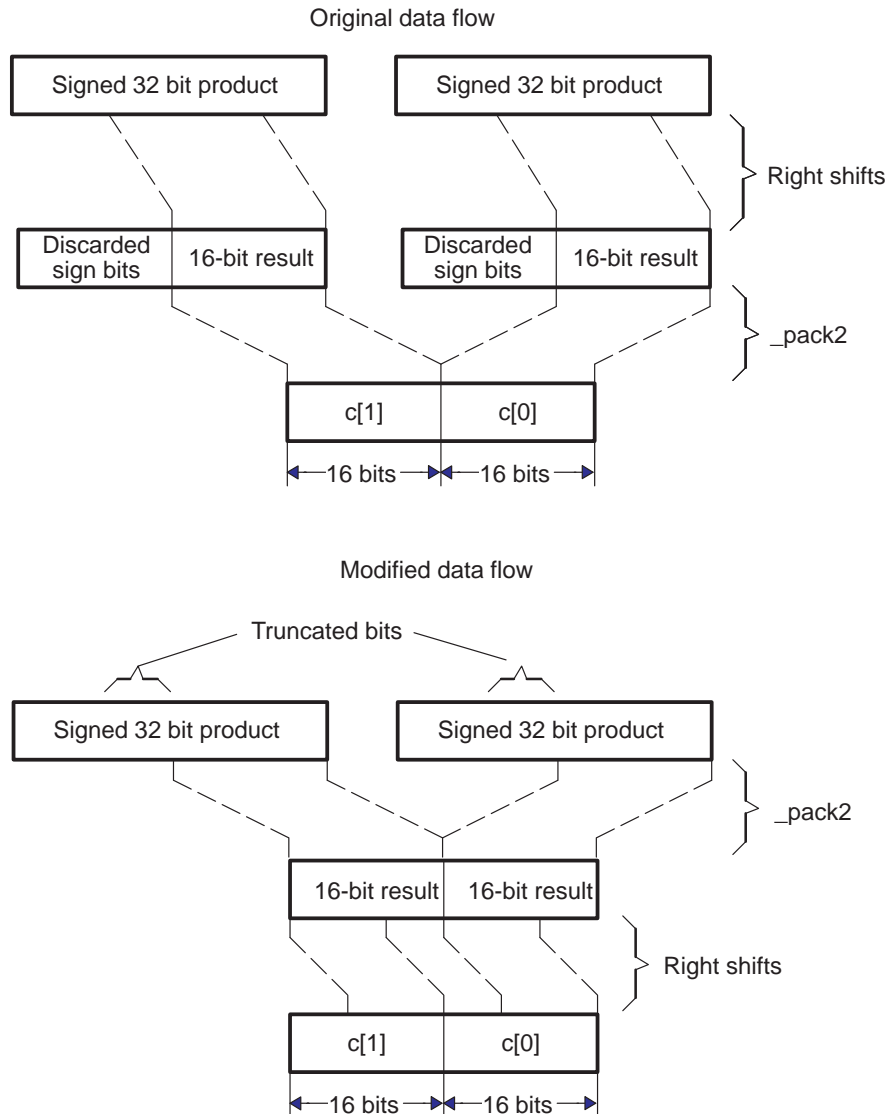 Original data flow
Signed 32 bit product
Signed 32 bit product
Right shifts
Discarded
sign bits
16-bit result
Discarded
sign bits
16-bit result
_pack2
c[1]
c[0]
16 bits
16 bits
Modified data flow
Truncated bits
Signed 32 bit product
Signed 32 bit product
_pack2
16-bit result
16-bit result
Right shifts
c[1]
c[0]
16 bits
16 bits